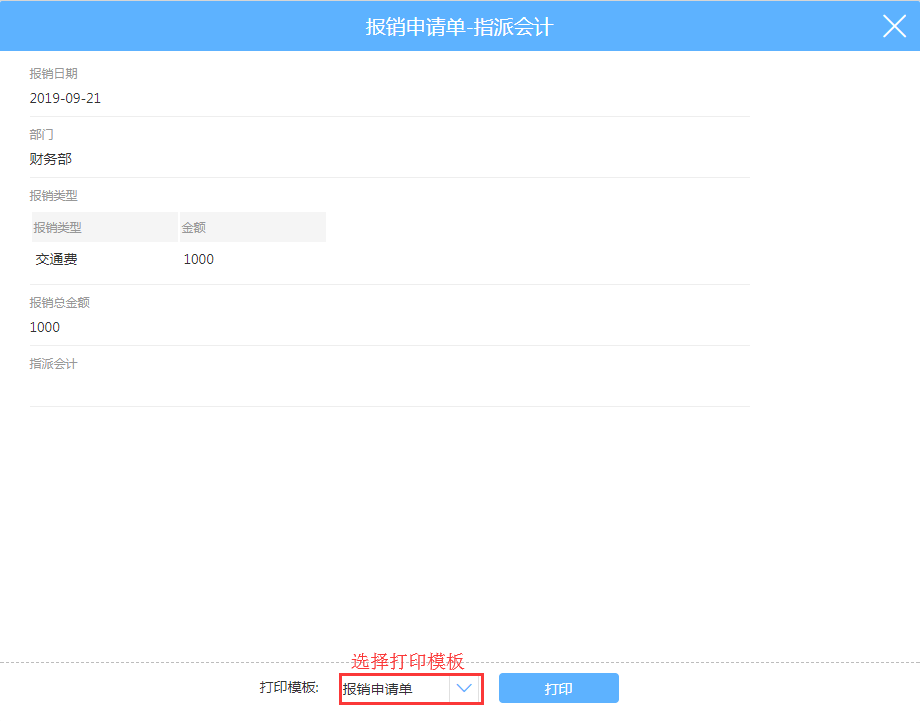 报销申请单-指派会计
报销日期
2019-09-21
部门
财务部
报销类型
报销类型 金额
交通费 1000
报销总金额
1000
指派会计
选择打印模板
打印模板: 报销申请单 打印